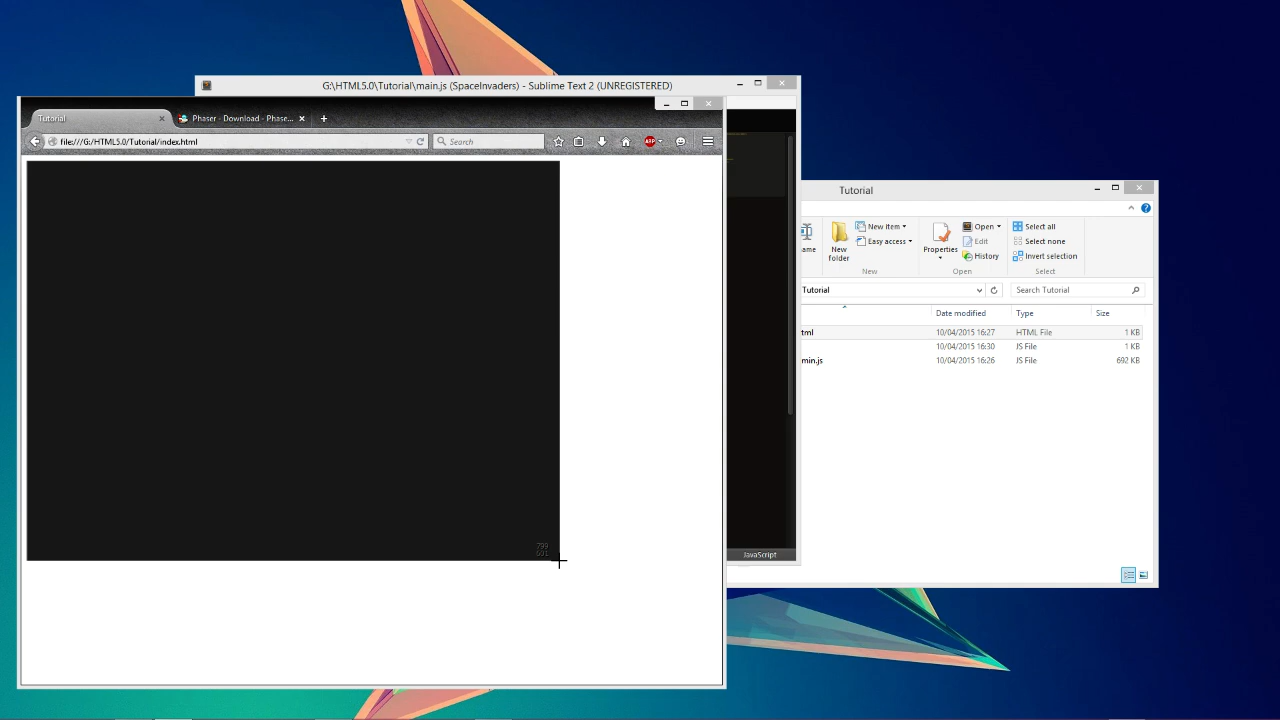 G:\HTML5.0\Tutorial\main.js (SpaceInvaders) - Sublime Text 2 (UNREGISTERED)
Tutorial
Phaser - Download - Phase...
file:///G:/HTML5.0/Tutorial/index.html
Search
ABP
799
601
JavaScript
Tutorial
ame
New folder
New item
Easy access
New
Properties
Open
Edit
History
Open
Select all
Select none
Invert selection
Select
Tutorial
Search Tutorial
Date modified Type Size
tml 10/04/2015 16:27 HTML File 1 KB
10/04/2015 16:30 JS File 1 KB
min.js 10/04/2015 16:26 JS File 692 KB